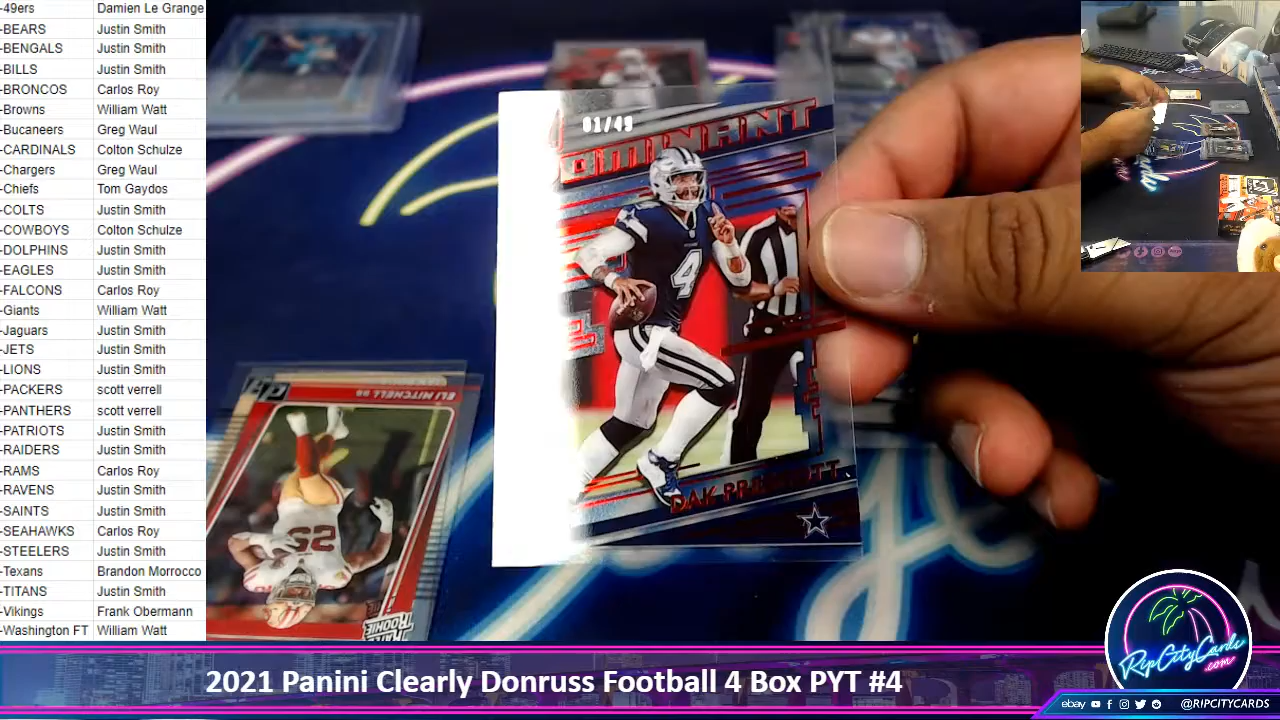 -49ers Damien Le Grange
-BEARS Justin Smith
-BENGALS Justin Smith
-BILLS Justin Smith
-BRONCOS Carlos Roy
-Browns William Watt
-Bucaneers Greg Waul
-CARDINALS Colton Schulze
-Chargers Greg Waul
-Chiefs Tom Gaydos
-COLTS Justin Smith
-COWBOYS Colton Schulze
-DOLPHINS Justin Smith
-EAGLES Justin Smith
-FALCONS Carlos Roy
-Giants William Watt
-Jaguars Justin Smith
-JETS Justin Smith
-LIONS Justin Smith
-PACKERS scott verrell
-PANTHERS scott verrell
-PATRIOTS Justin Smith
-RAIDERS Justin Smith
-RAMS Carlos Roy
-RAVENS Justin Smith
-SAINTS Justin Smith
-SEAHAWKS Carlos Roy
-STEELERS Justin Smith
-Texans Brandon Morrocco
-TITANS Justin Smith
-Vikings Frank Obermann
-Washington FT William Watt
01/49
4
DAK PRESCOTT
ELI MITCHELL RB
25
RATED ROOKIE
2021 Panini Clearly Donruss Football 4 Box PYT #4
RipCityCards
.com
ebay @RIPCITYCARDS